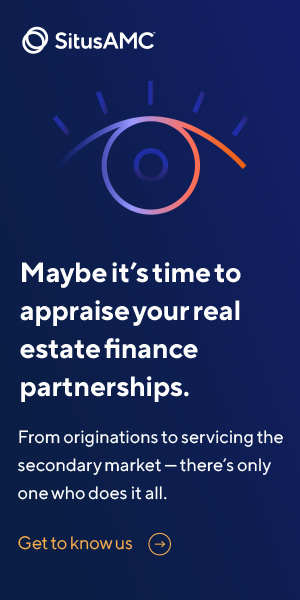 SitusAMC
Maybe it's time to
appraise your real
estate finance
partnerships.
From originations to servicing the
secondary market — there's only
one who does it all.
Get to know us